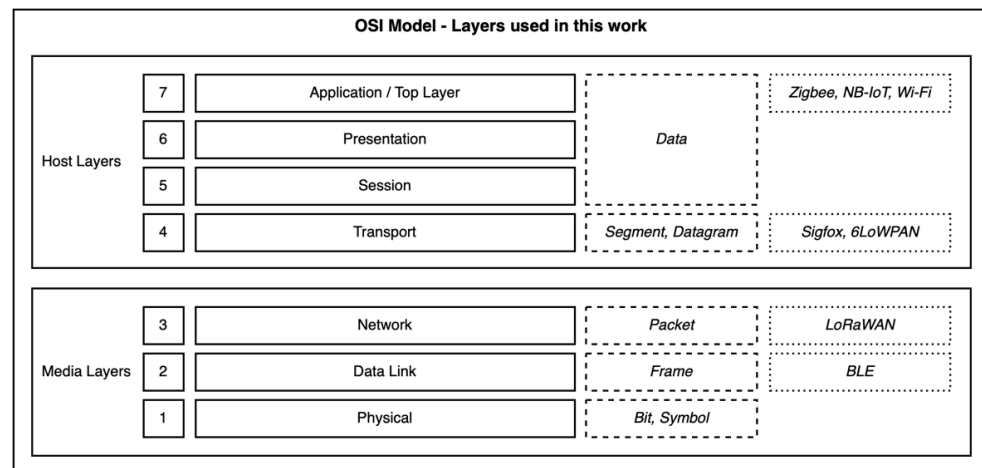 OSI Model - Layers used in this work
Host Layers
7
Application / Top Layer
Data
Zigbee, NB-IoT, Wi-Fi
6
Presentation
5
Session
4
Transport
Segment, Datagram
Sigfox, 6LoWPAN
Media Layers
3
Network
Packet
LoRaWAN
2
Data Link
Frame
BLE
1
Physical
Bit, Symbol